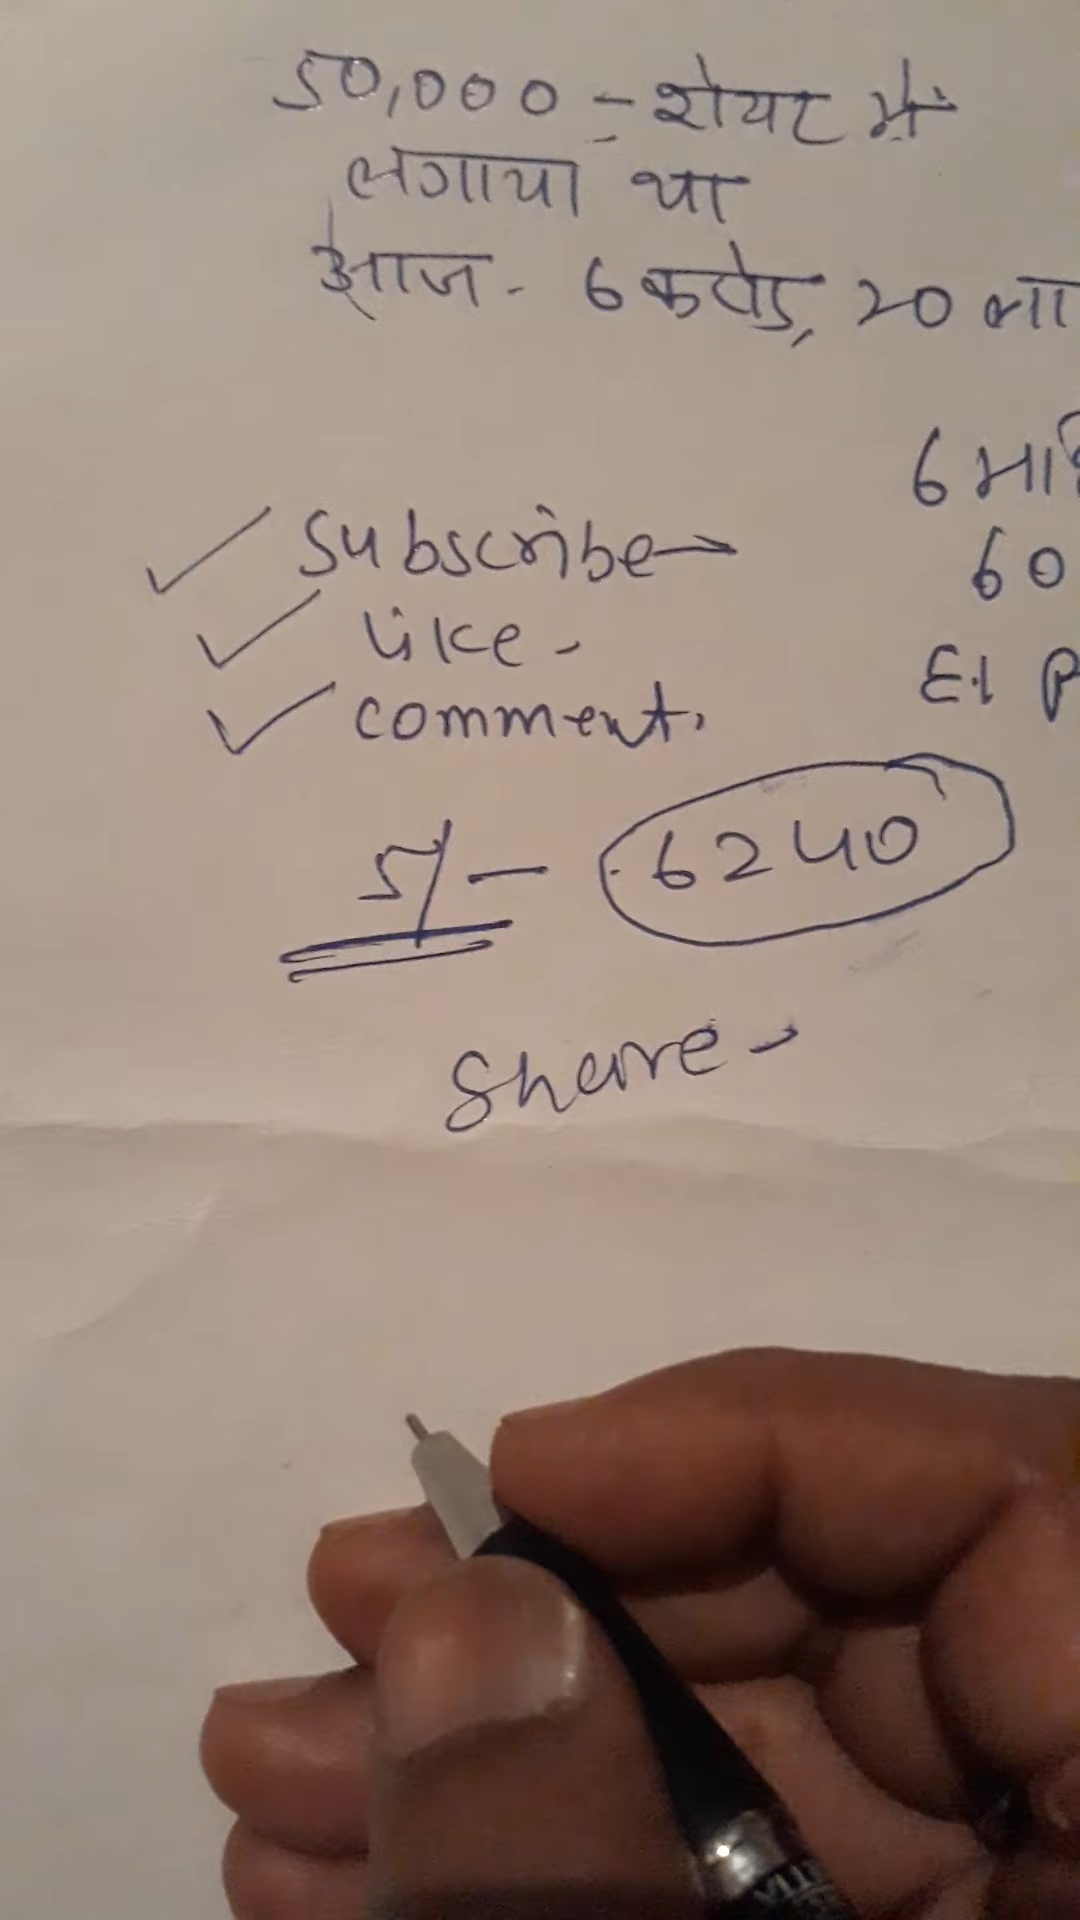 50,000 - शेयर में
लगाया था
आज - 6 करोड़, 20 ला
6
60
Subscribe →
Like -
E.I P
Comment.
5/- 6240
Share -